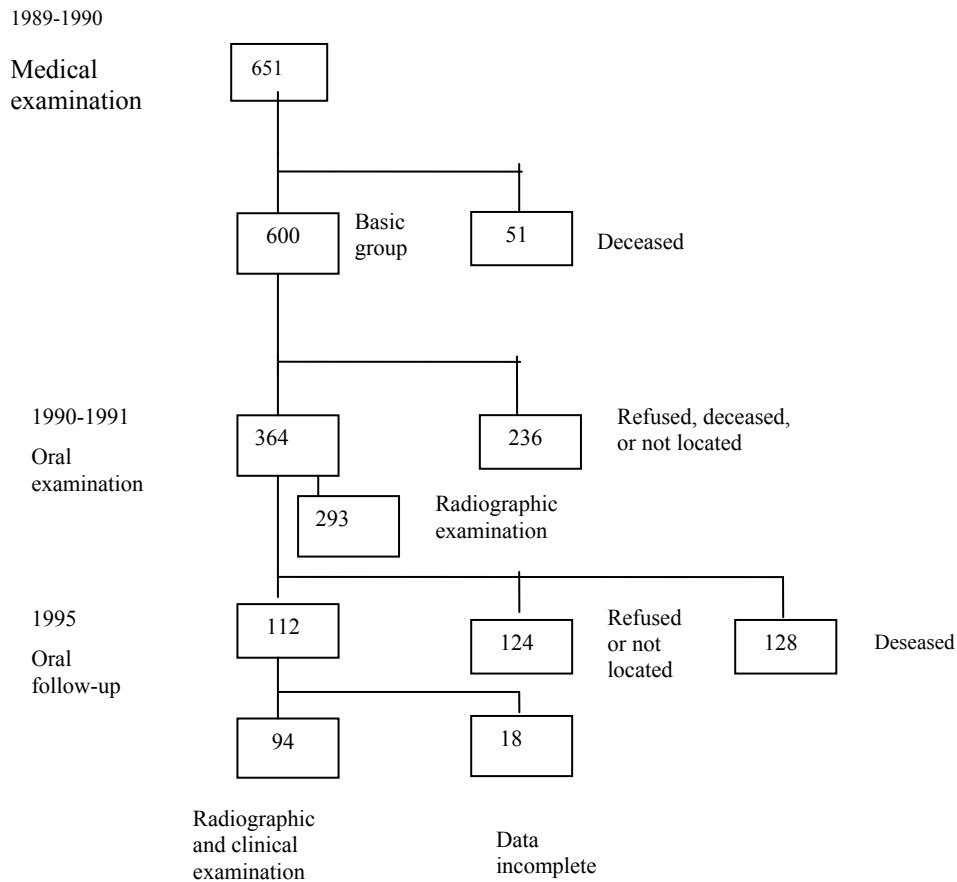 1989-1990
Medical
examination
651
600
Basic
group
51
Deceased
1990-1991
Oral
examination
364
236
Refused, deceased,
or not located
293
Radiographic
examination
1995
Oral
follow-up
112
124
Refused
or not
located
128
Deseased
94
18
Radiographic
and clinical
examination
Data
incomplete